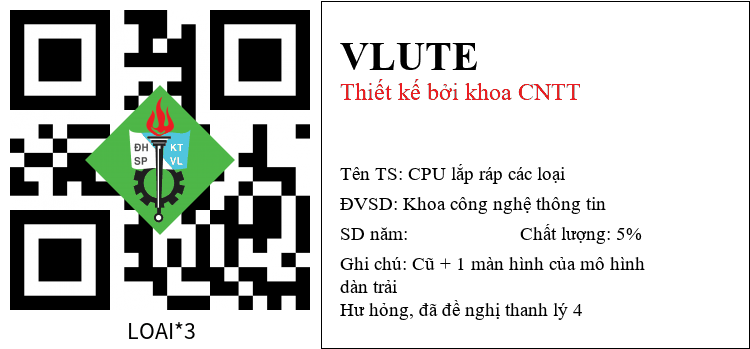 ĐH KT
SP VL
LOAI*3
VLUTE
Thiết kế bởi khoa CNTT
Tên TS: CPU lắp ráp các loại
ĐVSD: Khoa công nghệ thông tin
SD năm: Chất lượng: 5%
Ghi chú: Cũ + 1 màn hình của mô hình
dàn trải
Hư hỏng, đã đề nghị thanh lý 4